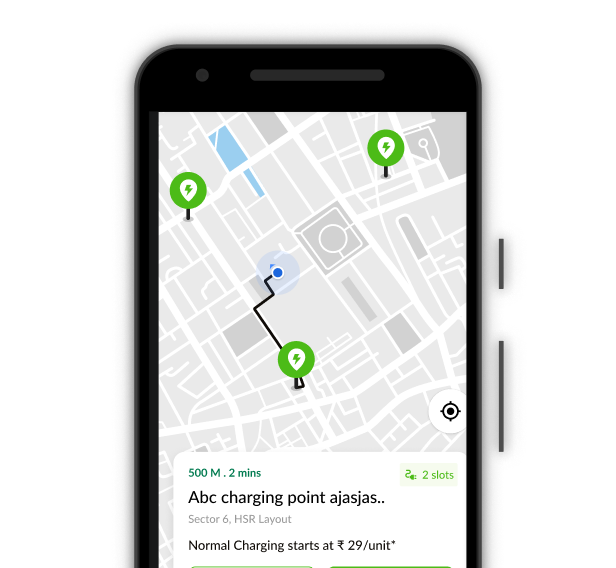 500 M . 2 mins
2 slots
Abc charging point ajasjas..
Sector 6, HSR Layout
Normal Charging starts at ₹ 29/unit*